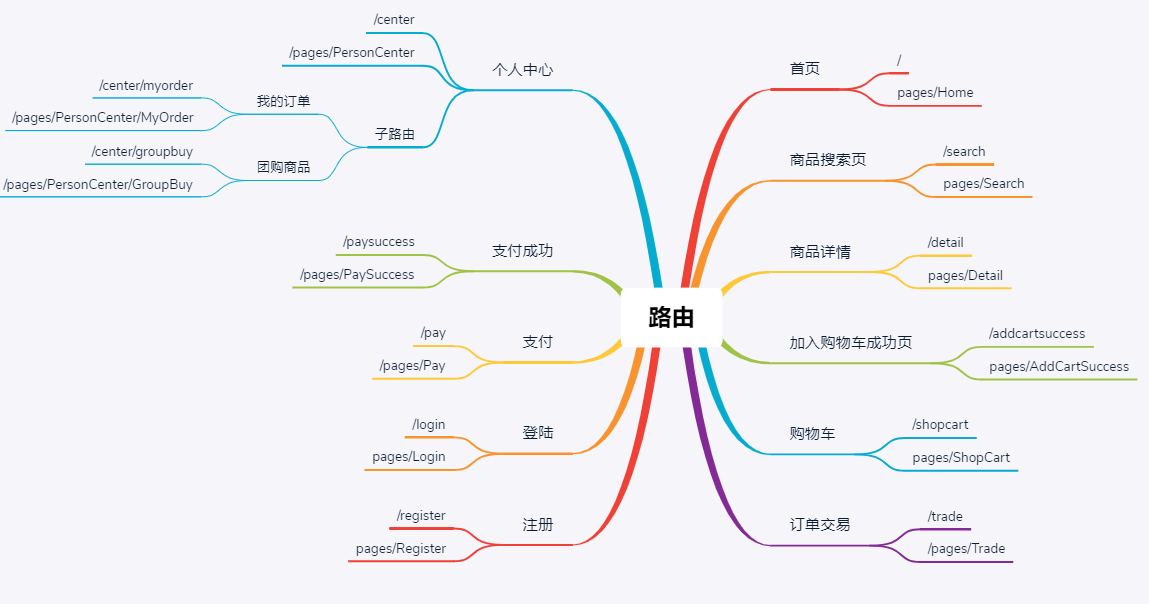 路由
首页
/
pages/Home
商品搜索页
/search
pages/Search
商品详情
/detail
pages/Detail
加入购物车成功页
/addcartsuccess
pages/AddCartSuccess
购物车
/shopcart
pages/ShopCart
订单交易
/trade
/pages/Trade
个人中心
/center
/pages/PersonCenter
子路由
我的订单
/center/myorder
/pages/PersonCenter/MyOrder
团购商品
/center/groupbuy
/pages/PersonCenter/GroupBuy
支付成功
/paysuccess
/pages/PaySuccess
支付
/pay
/pages/Pay
登陆
/login
pages/Login
注册
/register
pages/Register